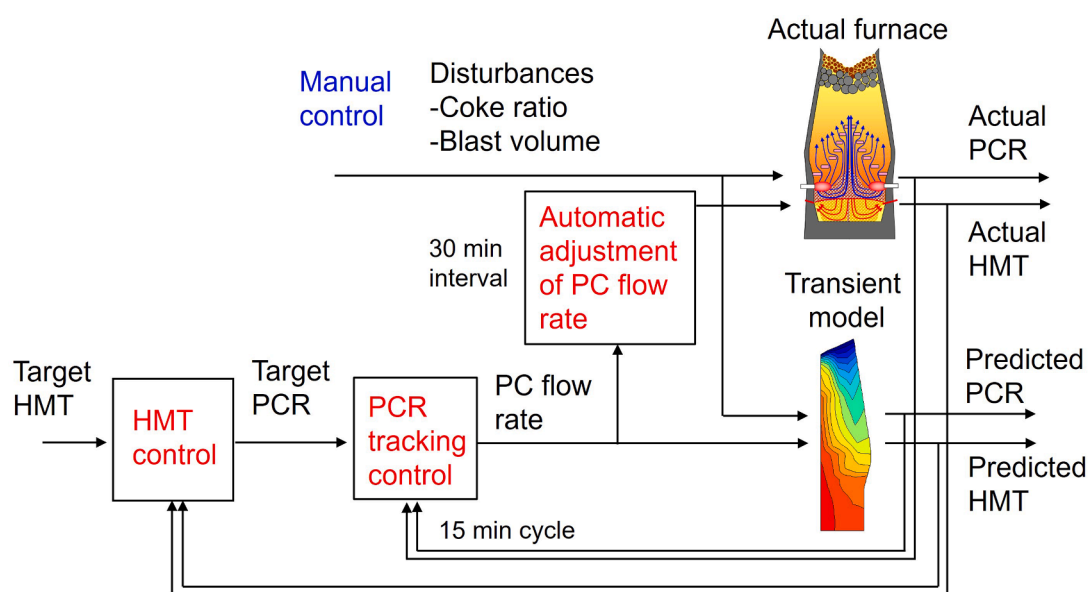 Actual furnace
Manual
control
Disturbances
-Coke ratio
-Blast volume
Actual
PCR
Actual
HMT
30 min
interval
Automatic
adjustment
of PC flow
rate
Transient
model
Target
HMT
HMT
control
Target
PCR
PCR
tracking
control
PC flow
rate
Predicted
PCR
Predicted
HMT
15 min cycle